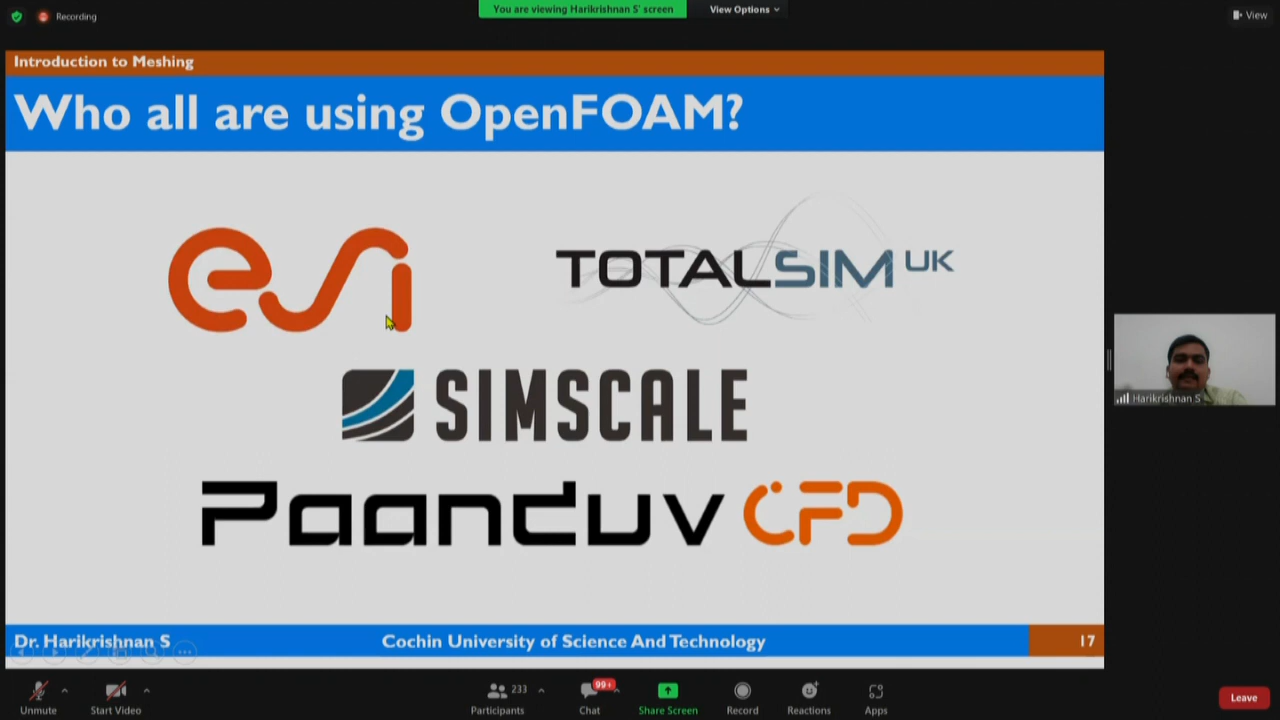 Recording
You are viewing Harikrishnan S' screen
View Options
View
Introduction to Meshing
Who all are using OpenFOAM?
esi
TOTALSIM UK
SIMSCALE
Paanduv CFD
Harikrishnan S
Dr. Harikrishnan S
Cochin University of Science And Technology
17
233
99+
Unmute
Start Video
Participants
Chat
Share Screen
Record
Reactions
Apps
Leave